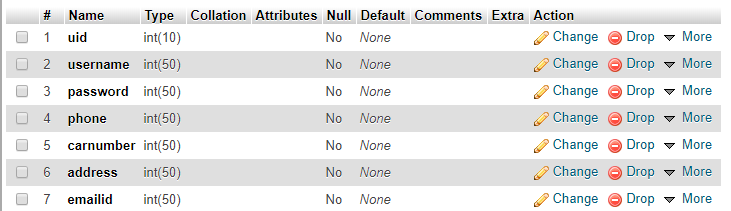 # Name Type Collation Attributes Null Default Comments Extra Action
1 uid int(10) No None Change Drop More
2 username int(50) No None Change Drop More
3 password int(50) No None Change Drop More
4 phone int(50) No None Change Drop More
5 carnumber int(50) No None Change Drop More
6 address int(50) No None Change Drop More
7 emailid int(50) No None Change Drop More